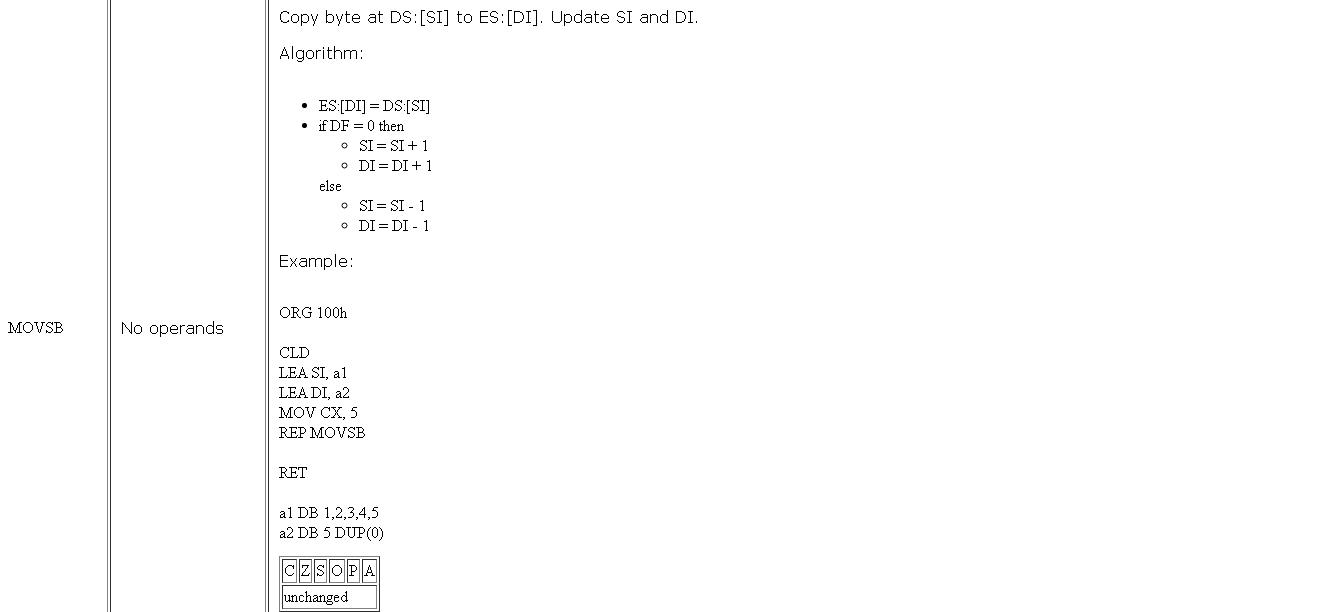 MOVSB
No operands
Copy byte at DS:[SI] to ES:[DI]. Update SI and DI.
Algorithm:
ES:[DI] = DS:[SI]
if DF = 0 then
SI = SI + 1
DI = DI + 1
else
SI = SI - 1
DI = DI - 1
Example:
ORG 100h
CLD
LEA SI, a1
LEA DI, a2
MOV CX, 5
REP MOVSB
RET
a1 DB 1,2,3,4,5
a2 DB 5 DUP(0)
C Z S O P A
unchanged